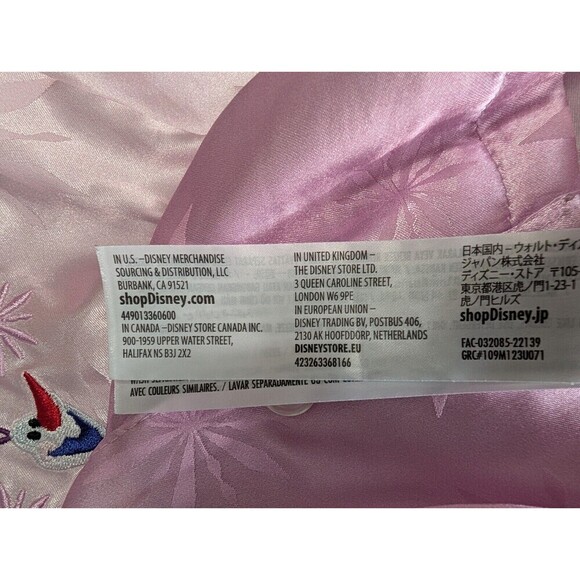 IN U.S. –DISNEY MERCHANDISE
SOURCING & DISTRIBUTION, LLC
BURBANK, CA 91521
shopDisney.com
449013360600
IN CANADA –DISNEY STORE CANADA INC.
900-1959 UPPER WATER STREET,
HALIFAX NS B3J 2X2
IN UNITED KINGDOM –
THE DISNEY STORE LTD.
3 QUEEN CAROLINE STREET,
LONDON W6 9PE
IN EUROPEAN UNION –
DISNEY TRADING BV, POSTBUS 406,
2130 AK HOOFDDORP, NETHERLANDS
DISNEYSTORE.EU
423263368166
日本国内–ウォルト・ディ
ジャパン株式会社
ディズニー・ストア 〒105-
東京都港区虎ノ門1-23-1
虎ノ門ヒルズ
shopDisney.jp
FAC-032085-22139
GRC#109M123U071
AVEC COULEURS SIMILAIRES. / LAVAR SEPARADAMENTE OU COM